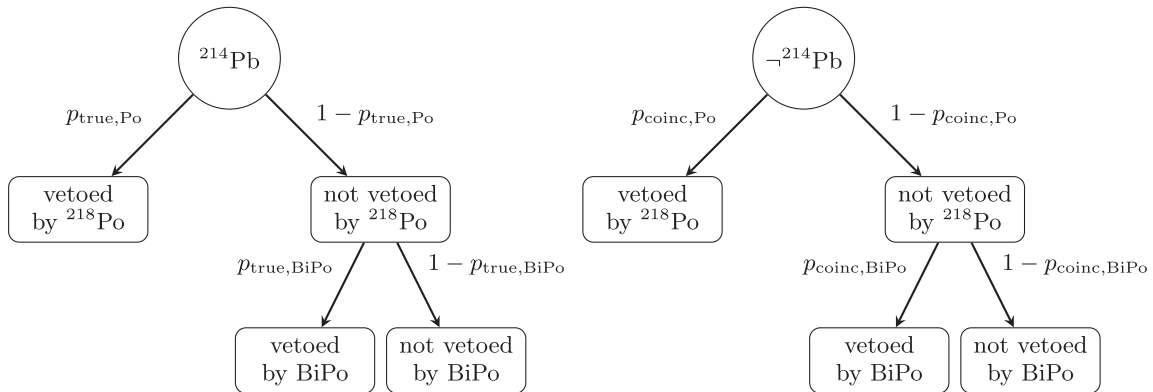 ²¹⁴Pb
p_true,Po
1 − p_true,Po
vetoed
by ²¹⁸Po
not vetoed
by ²¹⁸Po
p_true,BiPo
1 − p_true,BiPo
vetoed
by BiPo
not vetoed
by BiPo
¬²¹⁴Pb
p_coinc,Po
1 − p_coinc,Po
vetoed
by ²¹⁸Po
not vetoed
by ²¹⁸Po
p_coinc,BiPo
1 − p_coinc,BiPo
vetoed
by BiPo
not vetoed
by BiPo